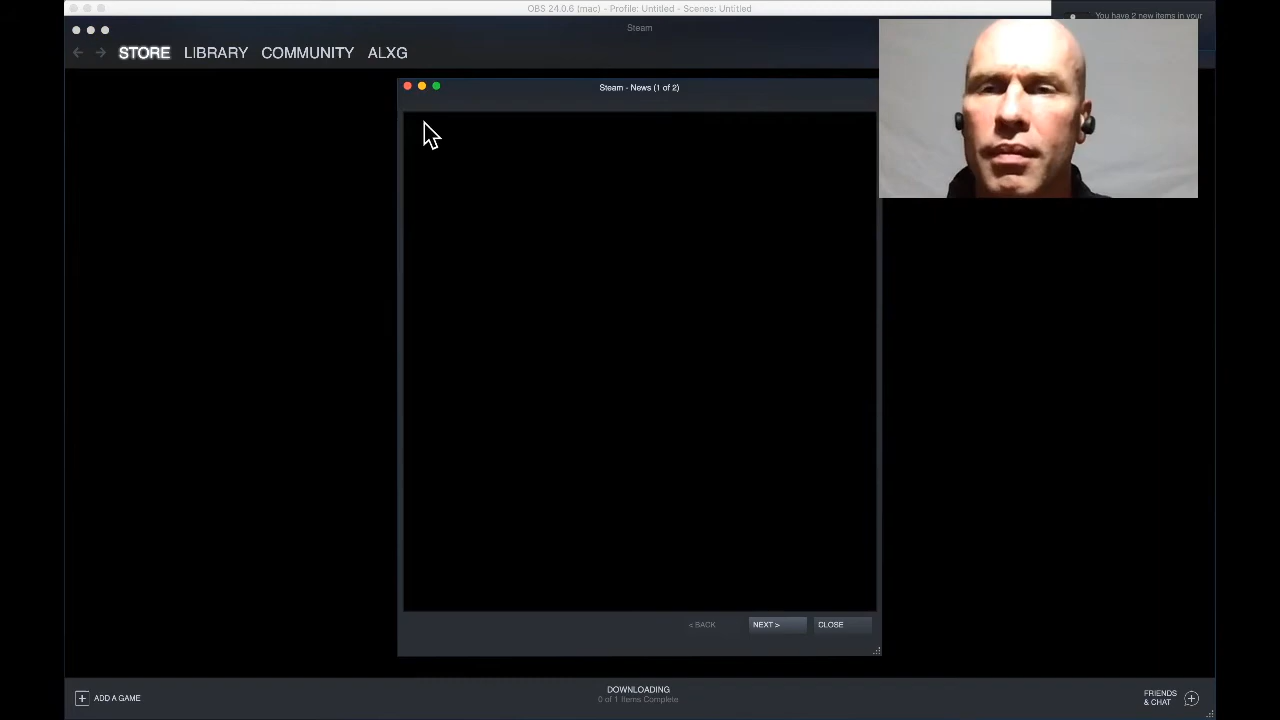 OBS 24.0.6 (mac) - Profile: Untitled - Scenes: Untitled
You have 2 new items in your
Steam
STORE LIBRARY COMMUNITY ALXG
Steam - News (1 of 2)
< BACK NEXT > CLOSE
ADD A GAME
DOWNLOADING
0 of 1 Items Complete
FRIENDS
& CHAT